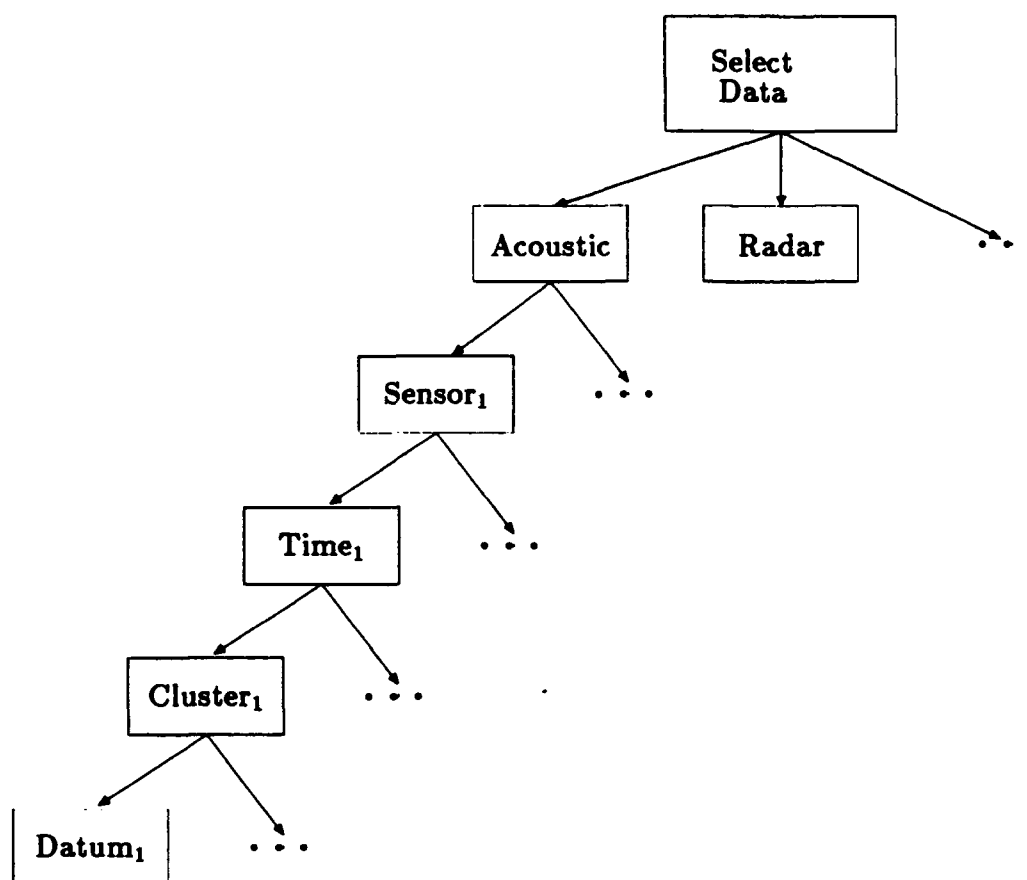 Select
Data
Acoustic
Radar
. .
Sensor₁
. . .
Time₁
. . .
Cluster₁
. . .
Datum₁
. . .